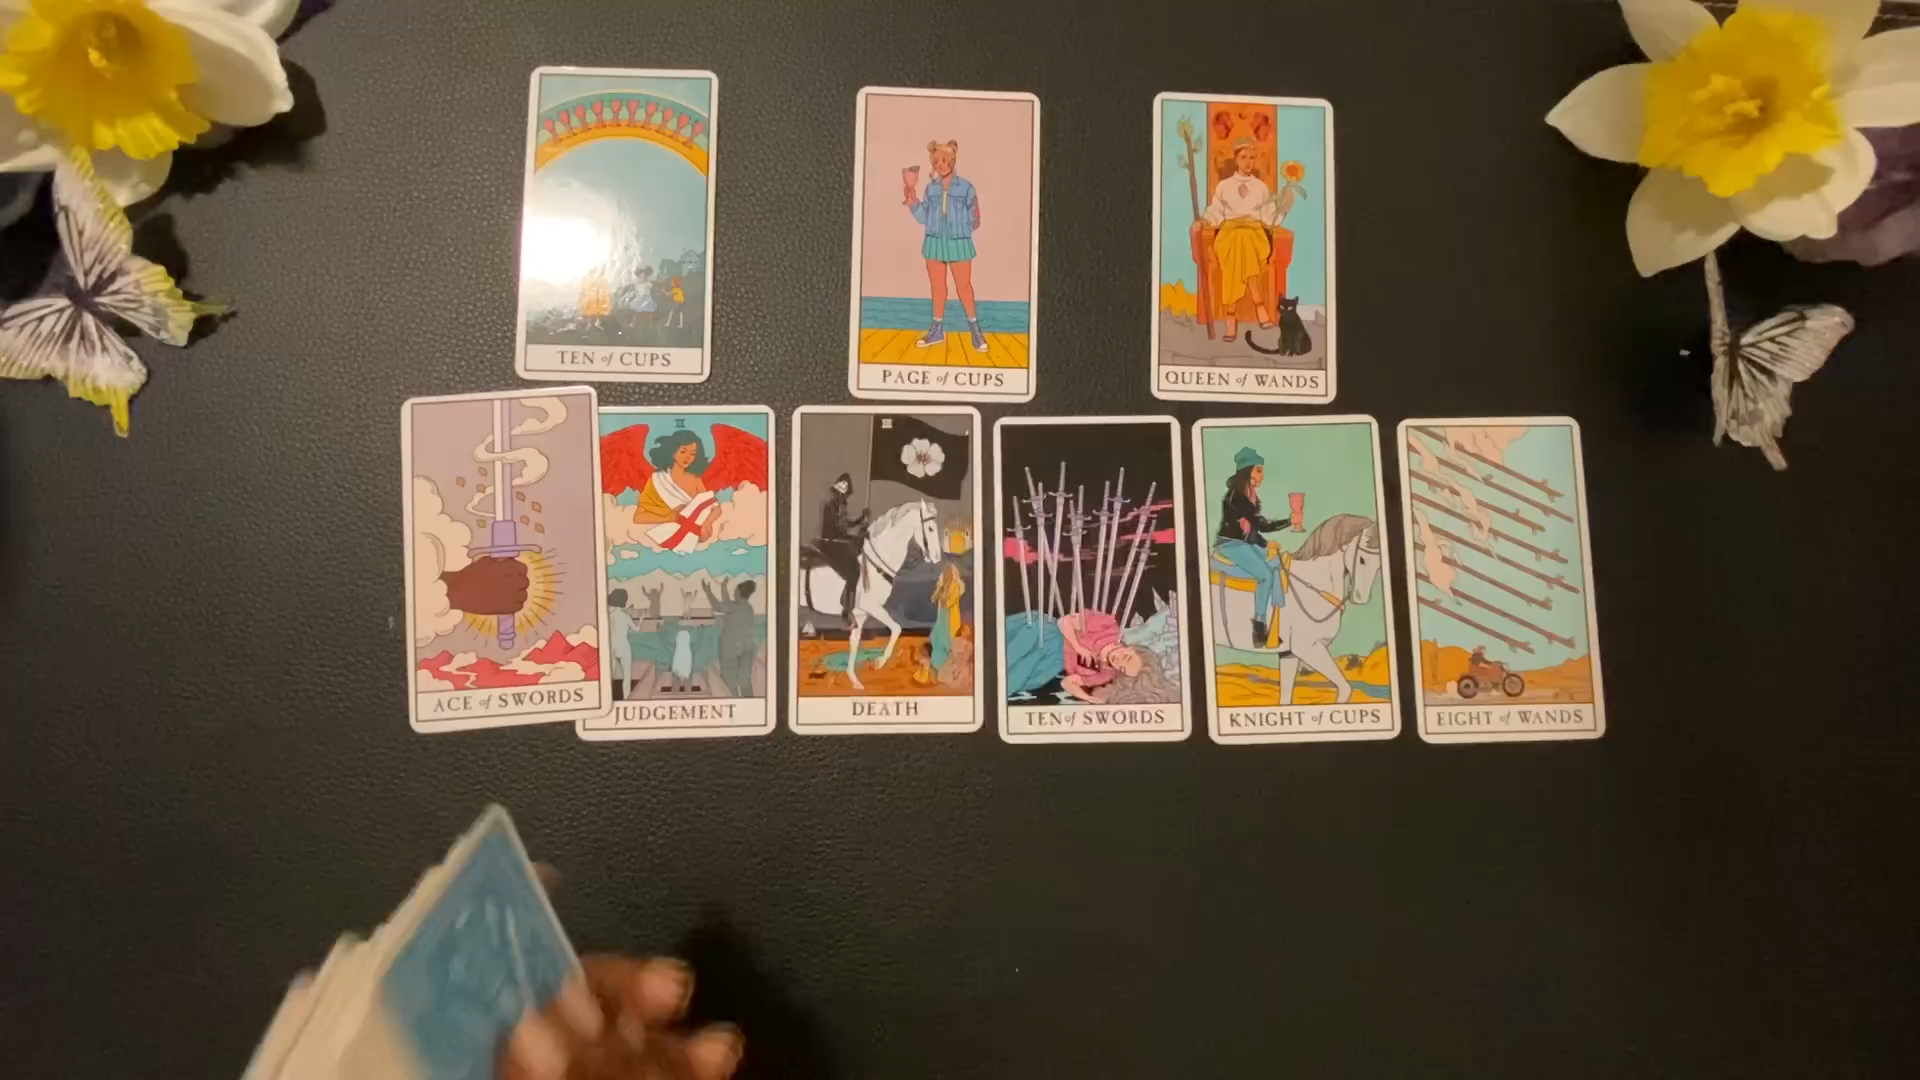 TEN of CUPS
PAGE of CUPS
QUEEN of WANDS
ACE of SWORDS
JUDGEMENT
DEATH
TEN of SWORDS
KNIGHT of CUPS
EIGHT of WANDS